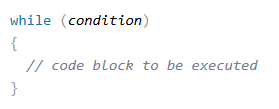 while (condition)
{
  // code block to be executed
}